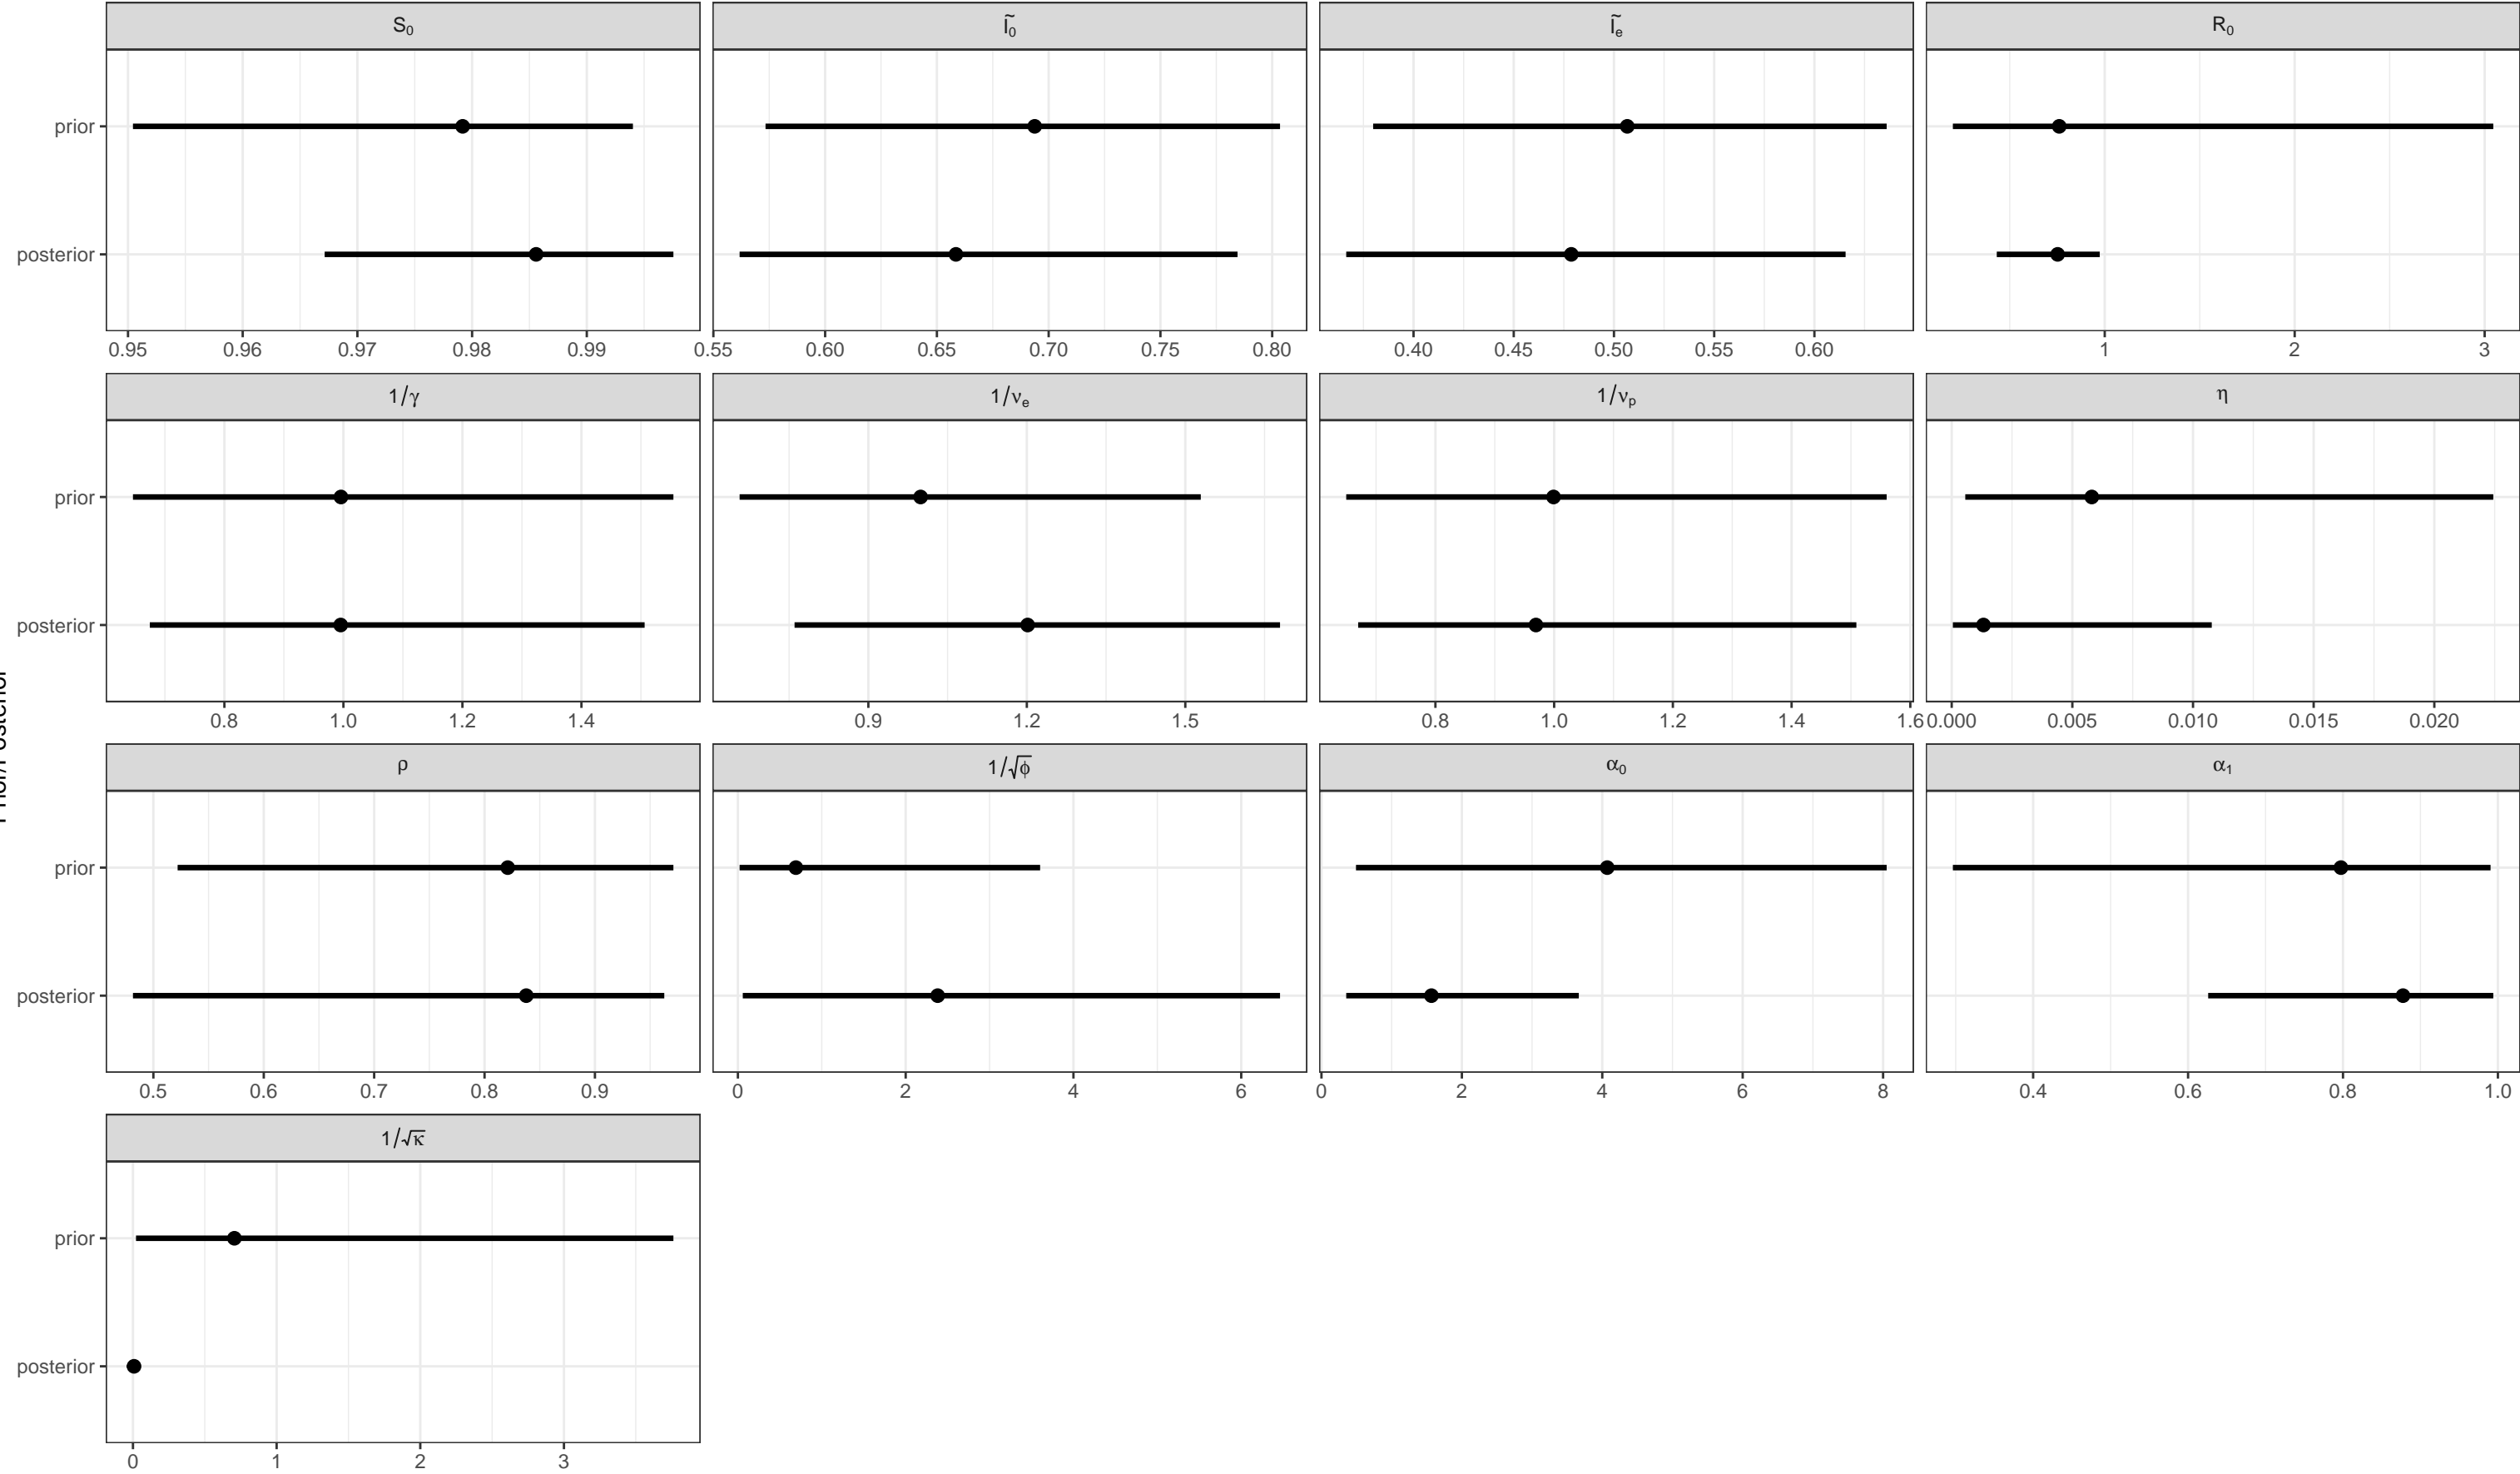 S₀ Ĩ₀ Ĩₑ R₀
prior
posterior
0.95 0.96 0.97 0.98 0.99 0.55 0.60 0.65 0.70 0.75 0.80 0.40 0.45 0.50 0.55 0.60 1 2 3
1/γ 1/νₑ 1/νₚ η
prior
posterior
0.8 1.0 1.2 1.4 0.9 1.2 1.5 0.8 1.0 1.2 1.4 1.6 0.000 0.005 0.010 0.015 0.020
ρ 1/√ϕ α₀ α₁
prior
posterior
0.5 0.6 0.7 0.8 0.9 0 2 4 6 0 2 4 6 8 0.4 0.6 0.8 1.0
1/√κ
prior
posterior
0 1 2 3